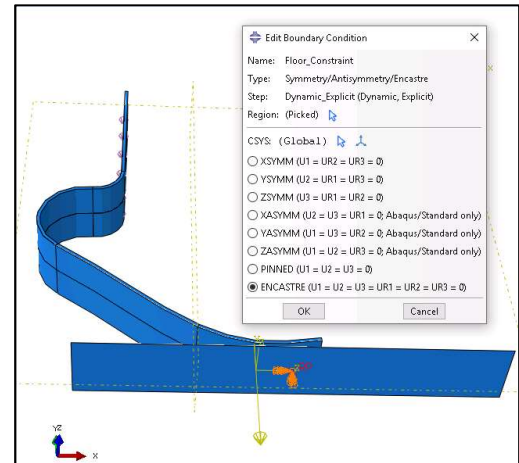 Edit Boundary Condition
Name: Floor_Constraint
Type: Symmetry/Antisymmetry/Encastre
Step: Dynamic_Explicit (Dynamic, Explicit)
Region: (Picked)
CSYS: (Global)
XSYMM (U1 = UR2 = UR3 = 0)
YSYMM (U2 = UR1 = UR3 = 0)
ZSYMM (U3 = UR1 = UR2 = 0)
XASYMM (U2 = U3 = UR1 = 0; Abaqus/Standard only)
YASYMM (U1 = U3 = UR2 = 0; Abaqus/Standard only)
ZASYMM (U1 = U2 = UR3 = 0; Abaqus/Standard only)
PINNED (U1 = U2 = U3 = 0)
ENCASTRE (U1 = U2 = U3 = UR1 = UR2 = UR3 = 0)
OK Cancel
YZ
X